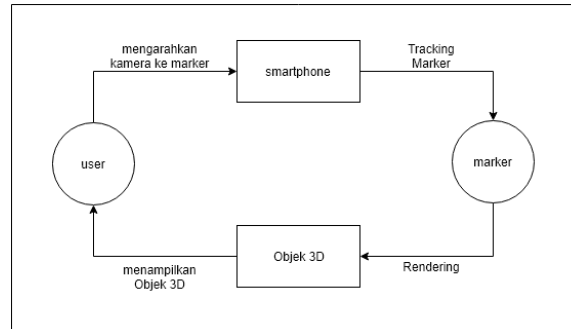 mengarahkan
kamera ke marker
smartphone
Tracking
Marker
user
marker
menampilkan
Objek 3D
Objek 3D
Rendering